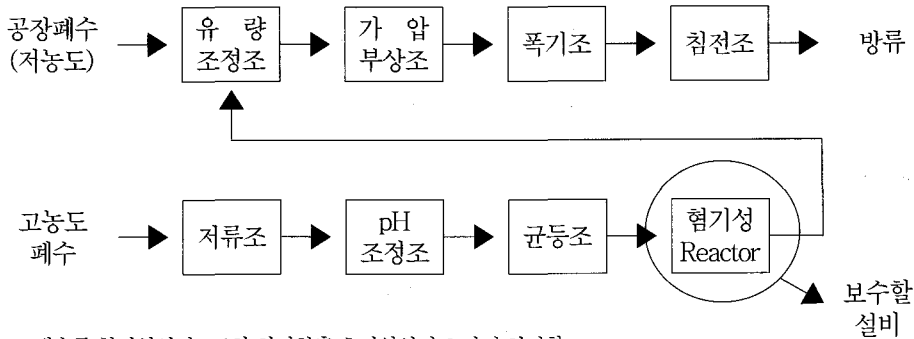 공장폐수
(저농도)
유 량
조정조
가 압
부상조
폭기조
침전조
방류
고농도
폐수
저류조
pH
조정조
균등조
혐기성
Reactor
보수할
설비